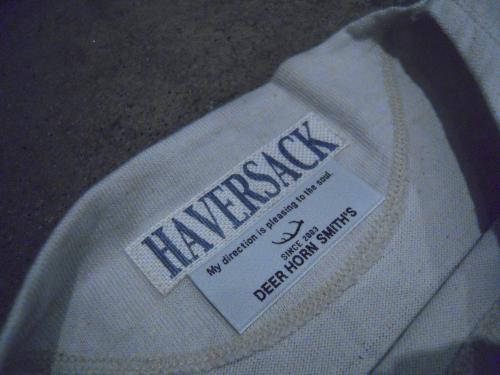 HAVERSACK
My direction is pleasing to the soul.
SINCE 2003
DEER HORN SMITH'S